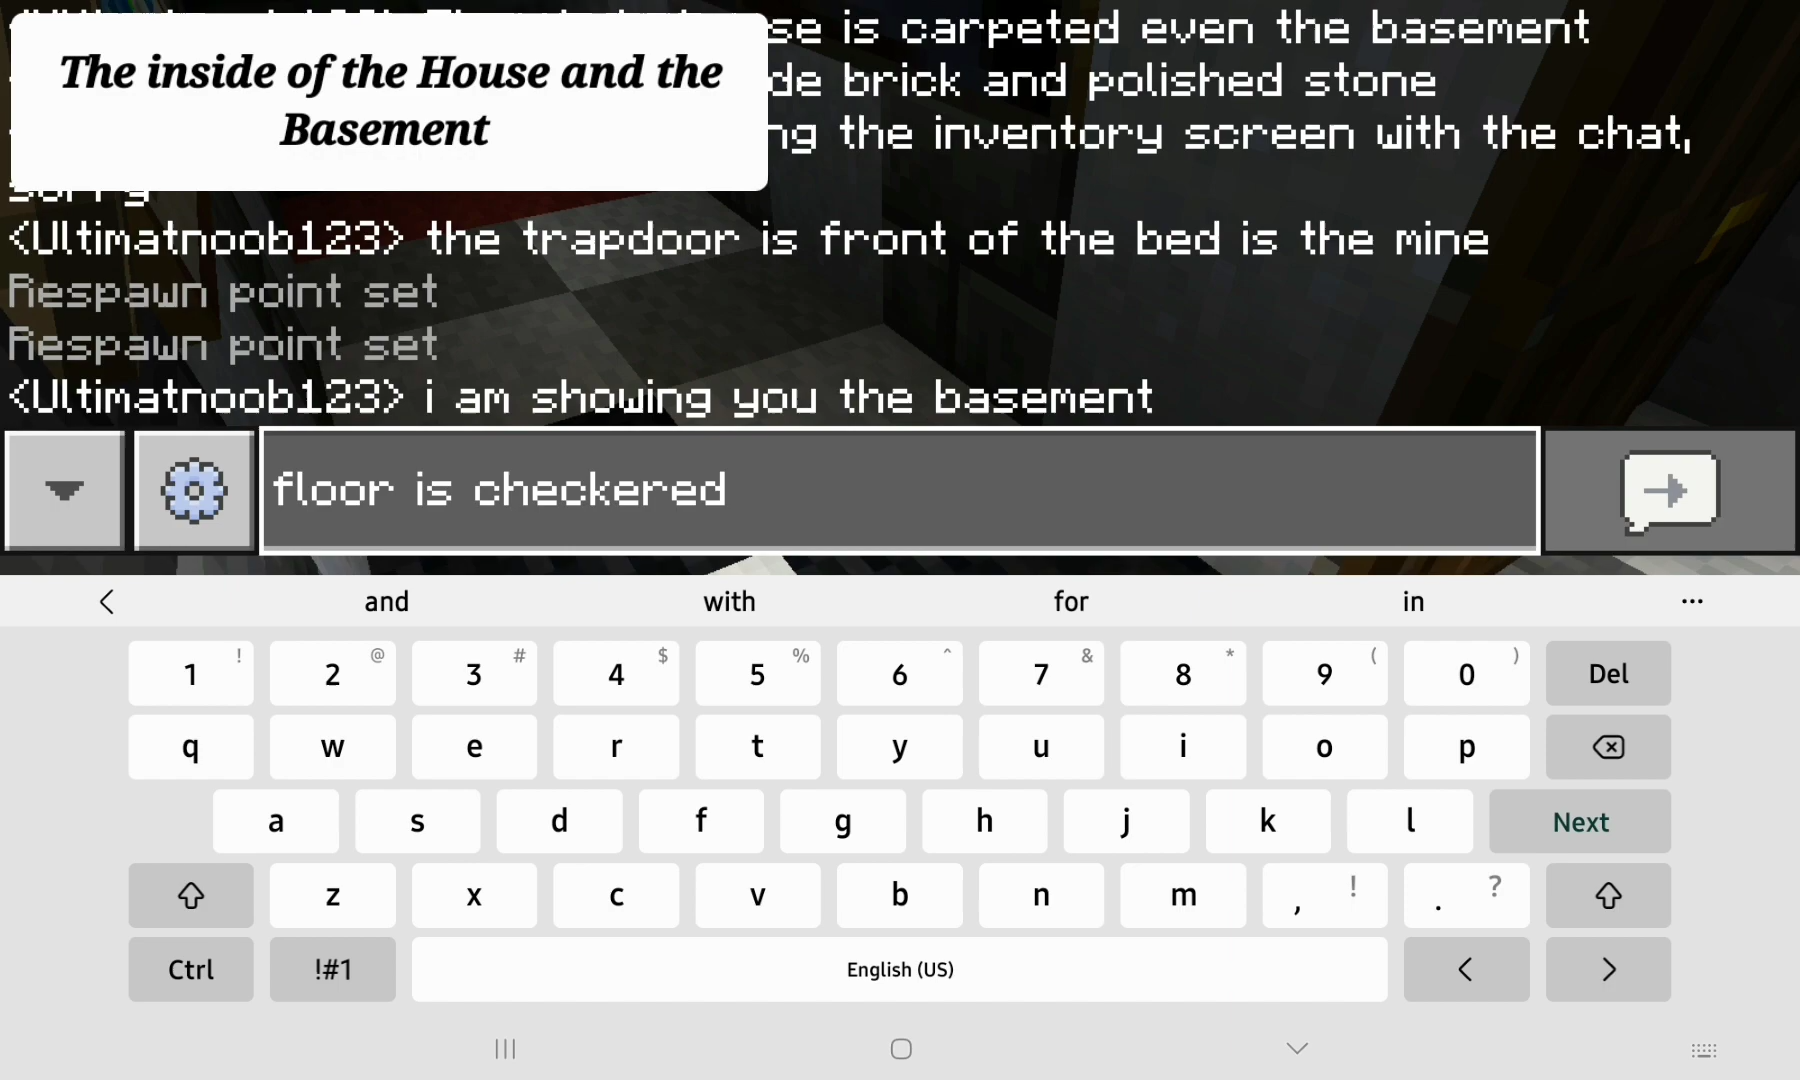 The inside of the House and the
Basement
se is carpeted even the basement
de brick and polished stone
ng the inventory screen with the chat,
sorry
<Ultimatnoob123> the trapdoor is front of the bed is the mine
Respawn point set
Respawn point set
<Ultimatnoob123> i am showing you the basement
floor is checkered
and with for in ...
1 ! 2 @ 3 # 4 $ 5 % 6 ^ 7 & 8 * 9 ( 0 ) Del
q w e r t y u i o p
a s d f g h j k l Next
z x c v b n m , ! . ?
Ctrl !#1 English (US) < >